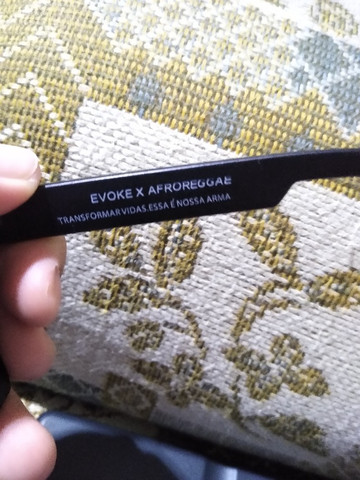 EVOKE X AFROREGGAE
TRANSFORMAR VIDAS. ESSA É NOSSA ARMA